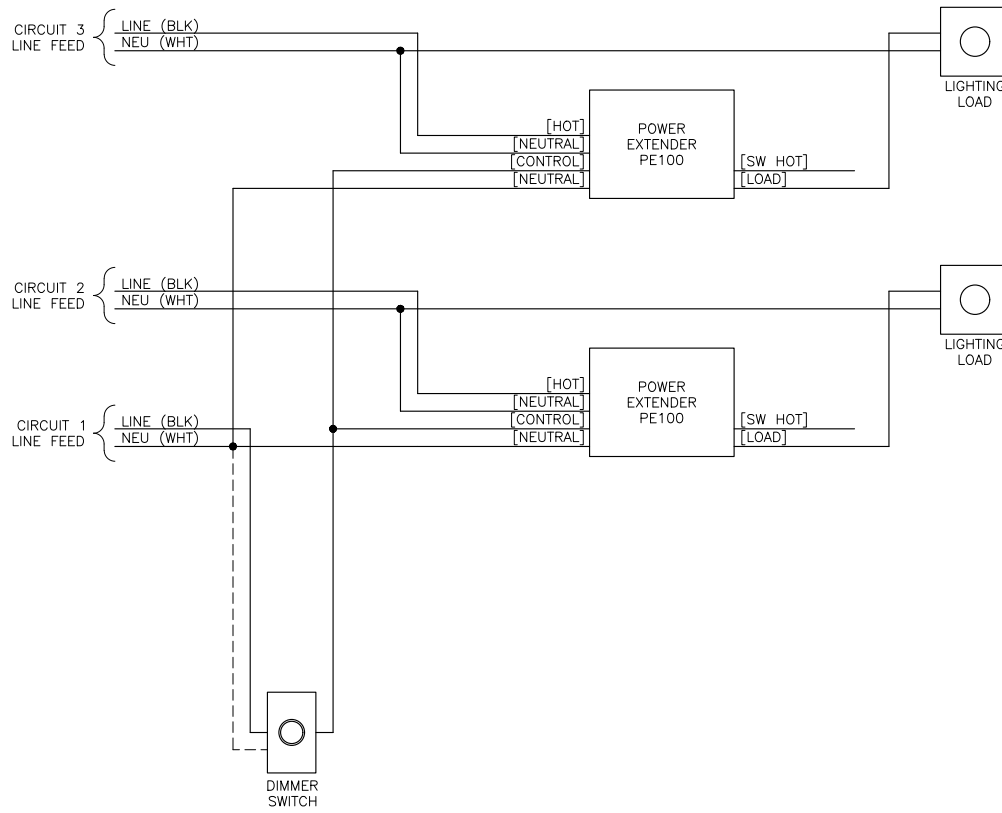 CIRCUIT 3
LINE FEED
LINE (BLK)
NEU (WHT)
LIGHTING
LOAD
[HOT]
[NEUTRAL]
[CONTROL]
[NEUTRAL]
POWER
EXTENDER
PE100
[SW HOT]
[LOAD]
CIRCUIT 2
LINE FEED
LINE (BLK)
NEU (WHT)
LIGHTING
LOAD
[HOT]
[NEUTRAL]
[CONTROL]
[NEUTRAL]
POWER
EXTENDER
PE100
[SW HOT]
[LOAD]
CIRCUIT 1
LINE FEED
LINE (BLK)
NEU (WHT)
DIMMER
SWITCH